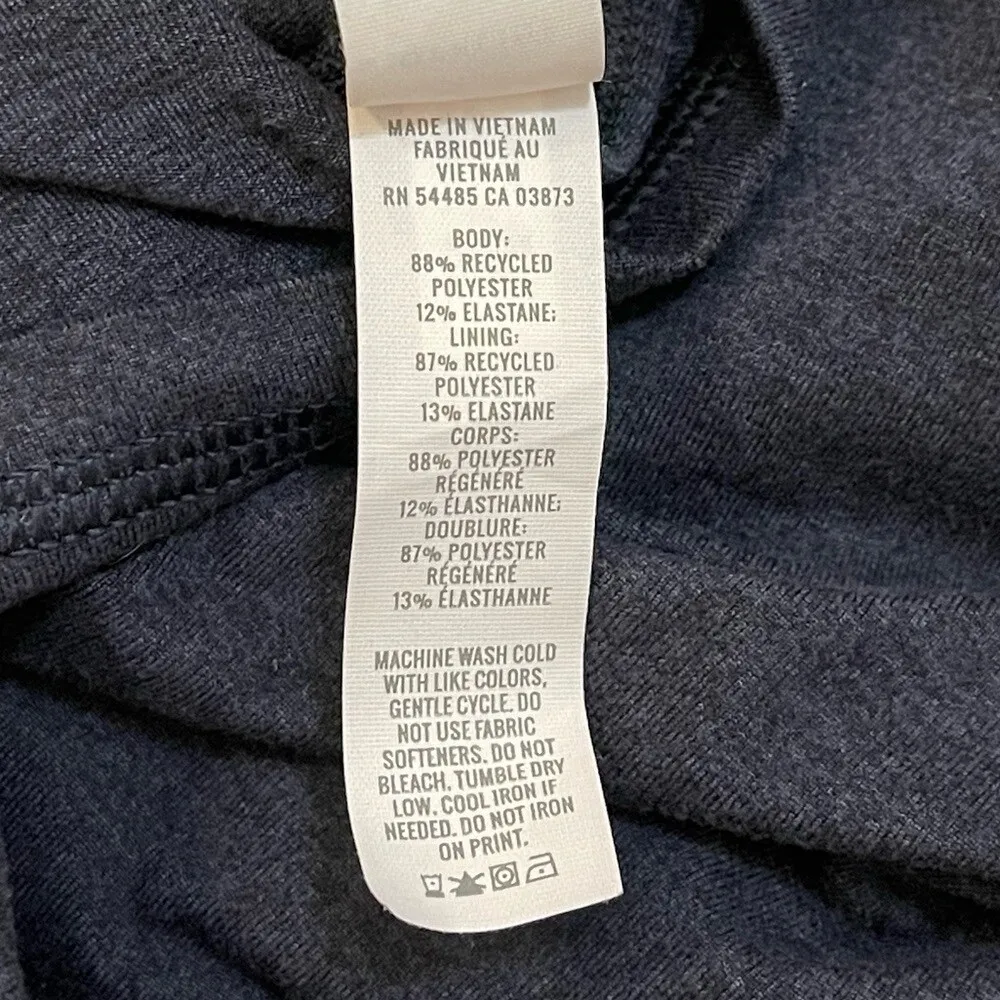 MADE IN VIETNAM
FABRIQUÉ AU
VIETNAM
RN 54485 CA 03873
BODY:
88% RECYCLED
POLYESTER
12% ELASTANE;
LINING:
87% RECYCLED
POLYESTER
13% ELASTANE
CORPS:
88% POLYESTER
RÉGÉNÉRÉ
12% ÉLASTHANNE;
DOUBLURE:
87% POLYESTER
RÉGÉNÉRÉ
13% ÉLASTHANNE
MACHINE WASH COLD
WITH LIKE COLORS,
GENTLE CYCLE. DO
NOT USE FABRIC
SOFTENERS. DO NOT
BLEACH. TUMBLE DRY
LOW. COOL IRON IF
NEEDED. DO NOT IRON
ON PRINT.